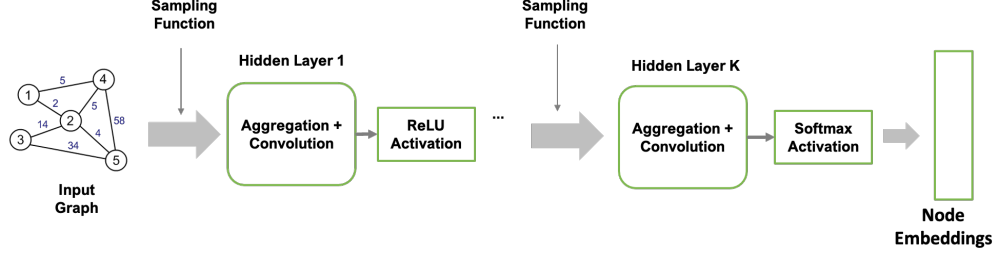 Sampling
Function
Sampling
Function
Hidden Layer 1
Hidden Layer K
1
2
3
4
5
5
2
5
14
4
58
34
Aggregation +
Convolution
ReLU
Activation
...
Aggregation +
Convolution
Softmax
Activation
Input
Graph
Node
Embeddings